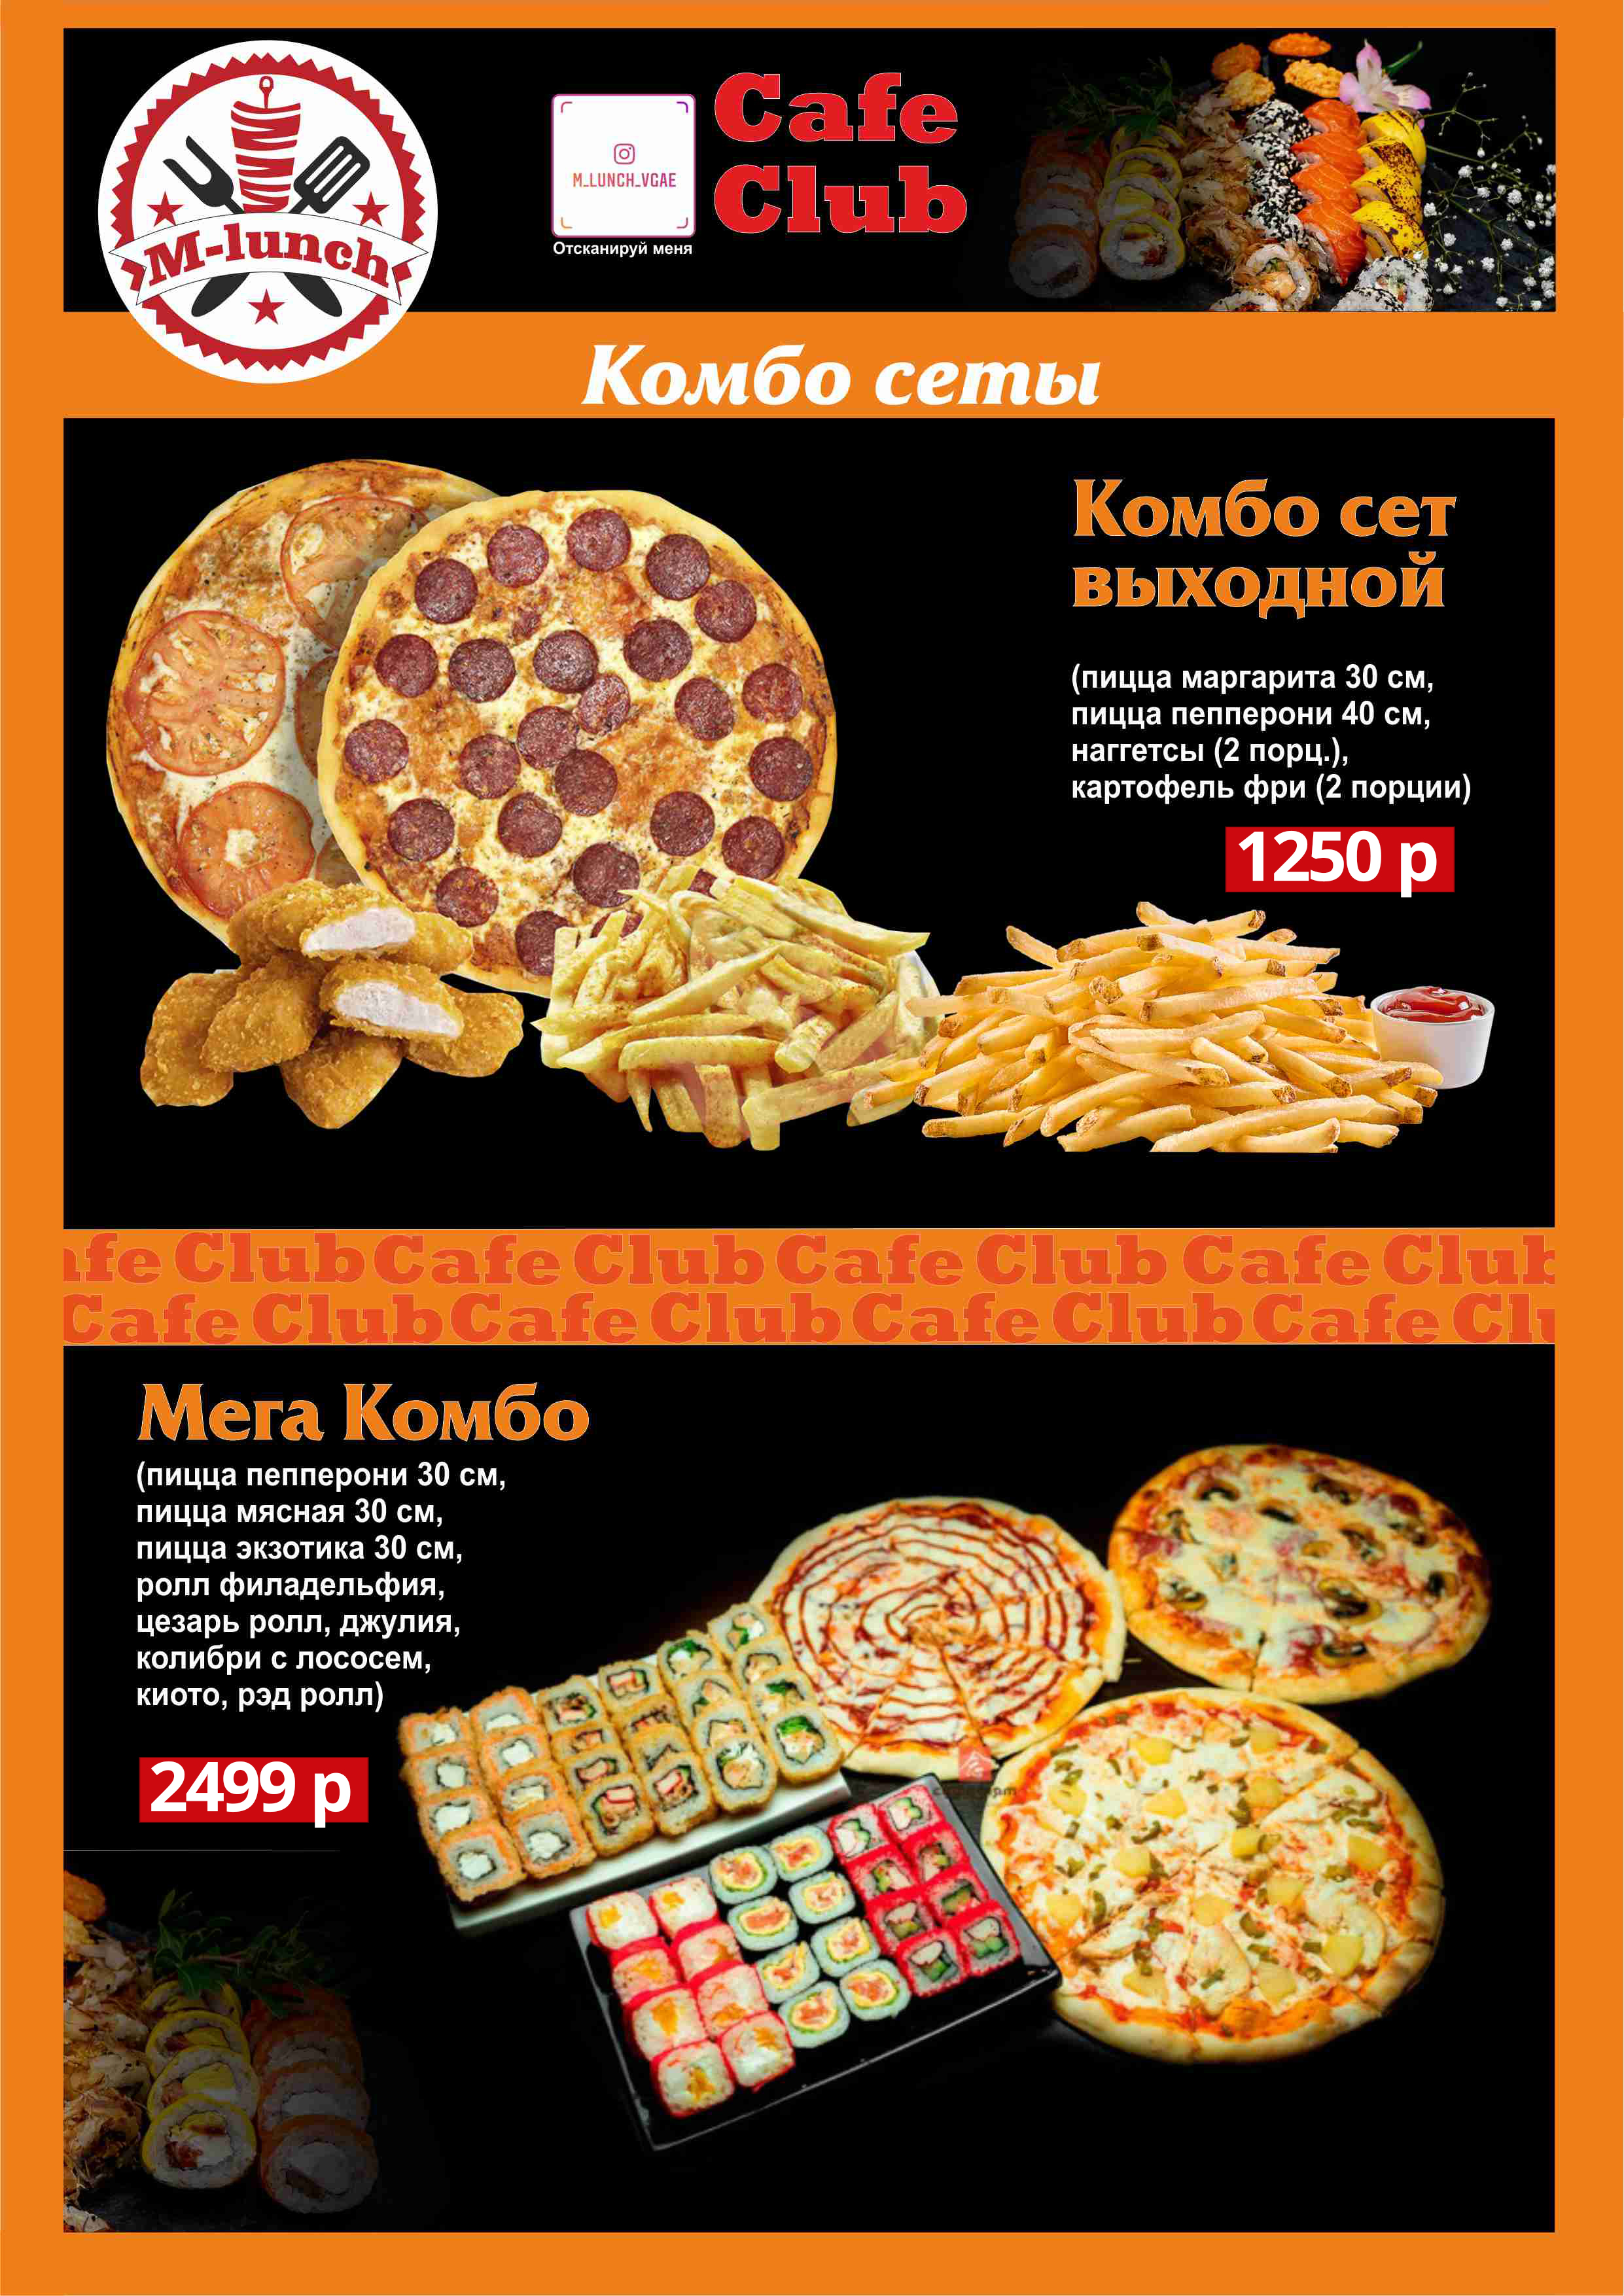 M-lunch
M_LUNCH_VGAE
Отсканируй меня
Cafe
Club
Комбо сеты
Комбо сет
выходной
(пицца маргарита 30 см,
пицца пепперони 40 см,
наггетсы (2 порц.),
картофель фри (2 порции)
1250 р
afe Club Cafe Club Cafe Club Cafe Club
Cafe Club Cafe Club Cafe Club Cafe Clu
Мега Комбо
(пицца пепперони 30 см,
пицца мясная 30 см,
пицца экзотика 30 см,
ролл филадельфия,
цезарь ролл, джулия,
колибри с лососем,
киото, рэд ролл)
2499 р